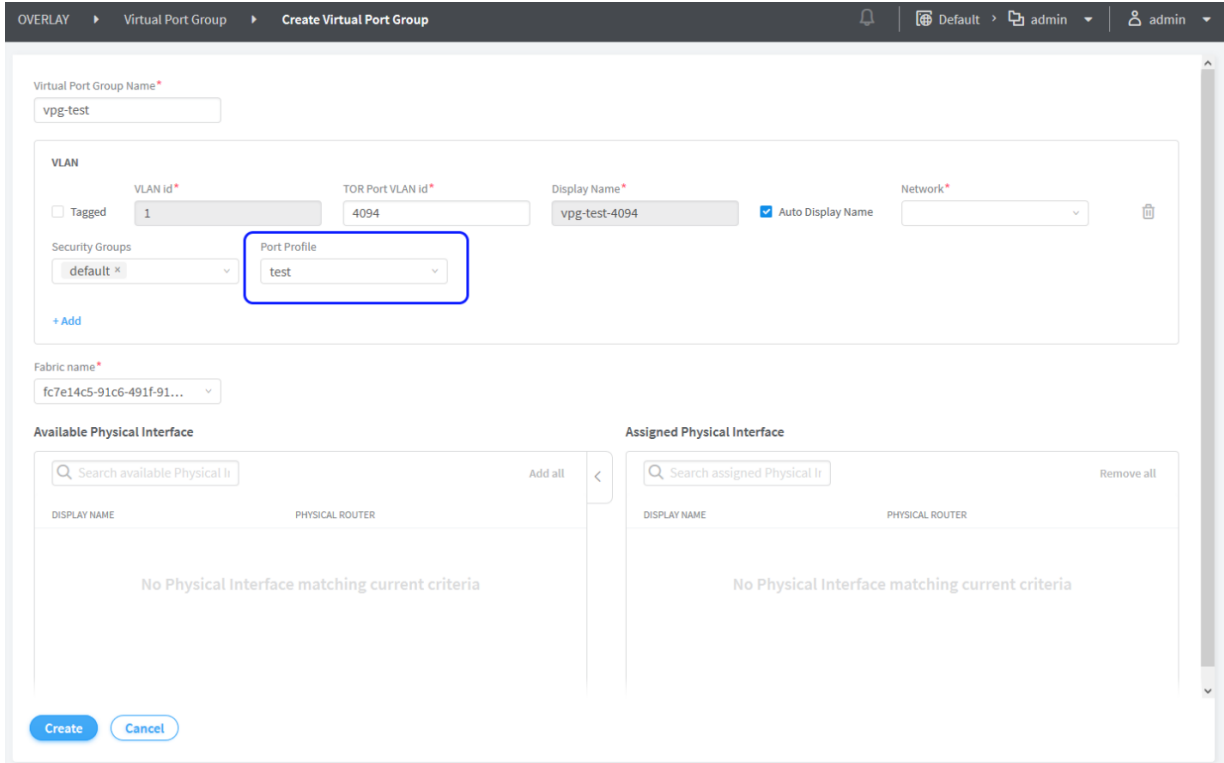 OVERLAY Virtual Port Group Create Virtual Port Group Default > admin admin
Virtual Port Group Name*
vpg-test
VLAN
VLAN id* TOR Port VLAN id* Display Name* Network*
Tagged 1 4094 vpg-test-4094 Auto Display Name
Security Groups Port Profile
default × test
+ Add
Fabric name*
fc7e14c5-91c6-491f-91...
Available Physical Interface Assigned Physical Interface
Search available Physical Add all < Search assigned Physical Remove all
DISPLAY NAME PHYSICAL ROUTER DISPLAY NAME PHYSICAL ROUTER
No Physical Interface matching current criteria No Physical Interface matching current criteria
Create Cancel